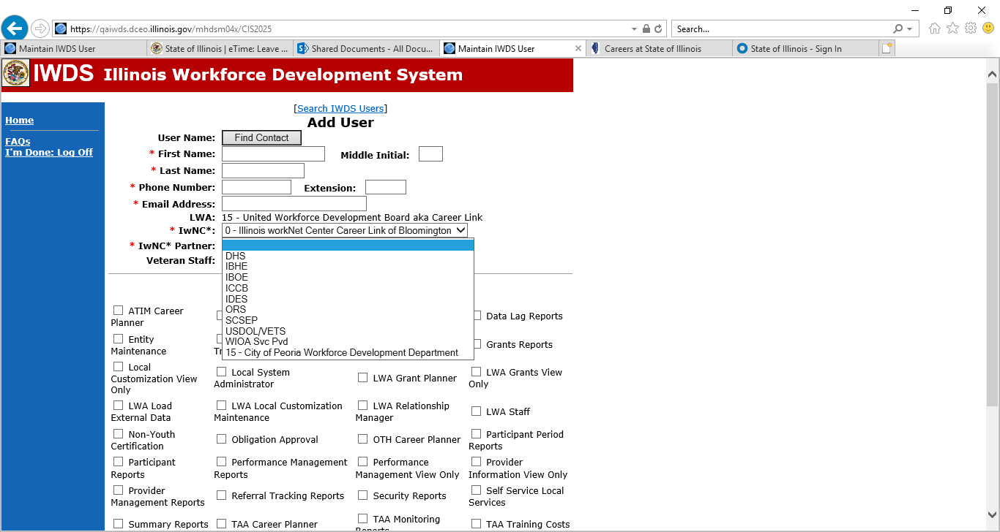 https://qaiwds.dceo.illinois.gov/mhdsm04x/CIS2025
Search...
Maintain IWDS User
State of Illinois | eTime: Leave ...
Shared Documents - All Docu...
Maintain IWDS User
Careers at State of Illinois
State of Illinois - Sign In
IWDS Illinois Workforce Development System
Home
FAQs
I'm Done: Log Off
[Search IWDS Users]
Add User
User Name: Find Contact
* First Name: Middle Initial:
* Last Name:
* Phone Number: Extension:
* Email Address:
LWA: 15 - United Workforce Development Board aka Career Link
* IwNC*: 0 - Illinois workNet Center Career Link of Bloomington
* IwNC* Partner:
Veteran Staff:
DHS
IBHE
IBOE
ICCB
IDES
ORS
SCSEP
USDOL/VETS
WIOA Svc Pvd
15 - City of Peoria Workforce Development Department
ATIM Career
Planner
Data Lag Reports
Entity
Maintenance
Grants Reports
Local
Customization View
Only
Local System
Administrator
LWA Grant Planner
LWA Grants View
Only
LWA Load
External Data
LWA Local Customization
Maintenance
LWA Relationship
Manager
LWA Staff
Non-Youth
Certification
Obligation Approval
OTH Career Planner
Participant Period
Reports
Participant
Reports
Performance Management
Reports
Performance
Management View Only
Provider
Information View Only
Provider
Management Reports
Referral Tracking Reports
Security Reports
Self Service Local
Services
Summary Reports
TAA Career Planner
TAA Monitoring
Reports
TAA Training Costs